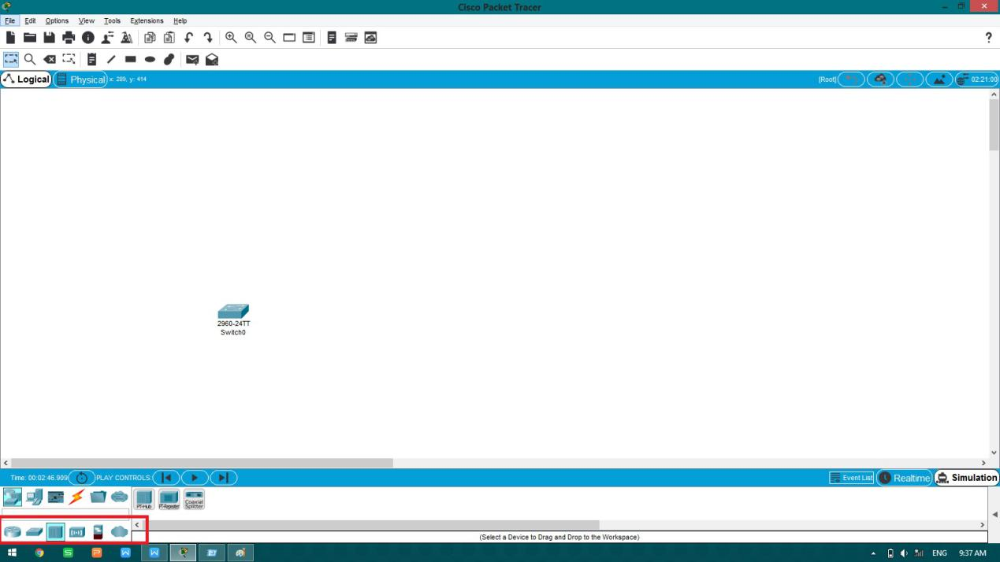 Cisco Packet Tracer
File Edit Options View Tools Extensions Help
?
Logical Physical x: 289, y: 414 [Root] 02:21:00
2960-24TT
Switch0
Time: 00:02:46.909 PLAY CONTROLS: Event List Realtime Simulation
PT-Hub PT-Repeater Coaxial
Splitter
(Select a Device to Drag and Drop to the Workspace)
ENG 9:37 AM